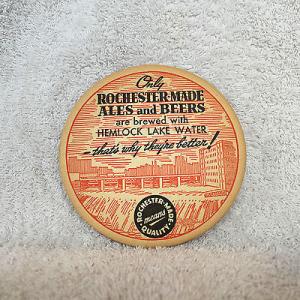 Only
ROCHESTER-MADE
ALES and BEERS
are brewed with
HEMLOCK LAKE WATER
-that's why they're better!
ROCHESTER-MADE
means
QUALITY